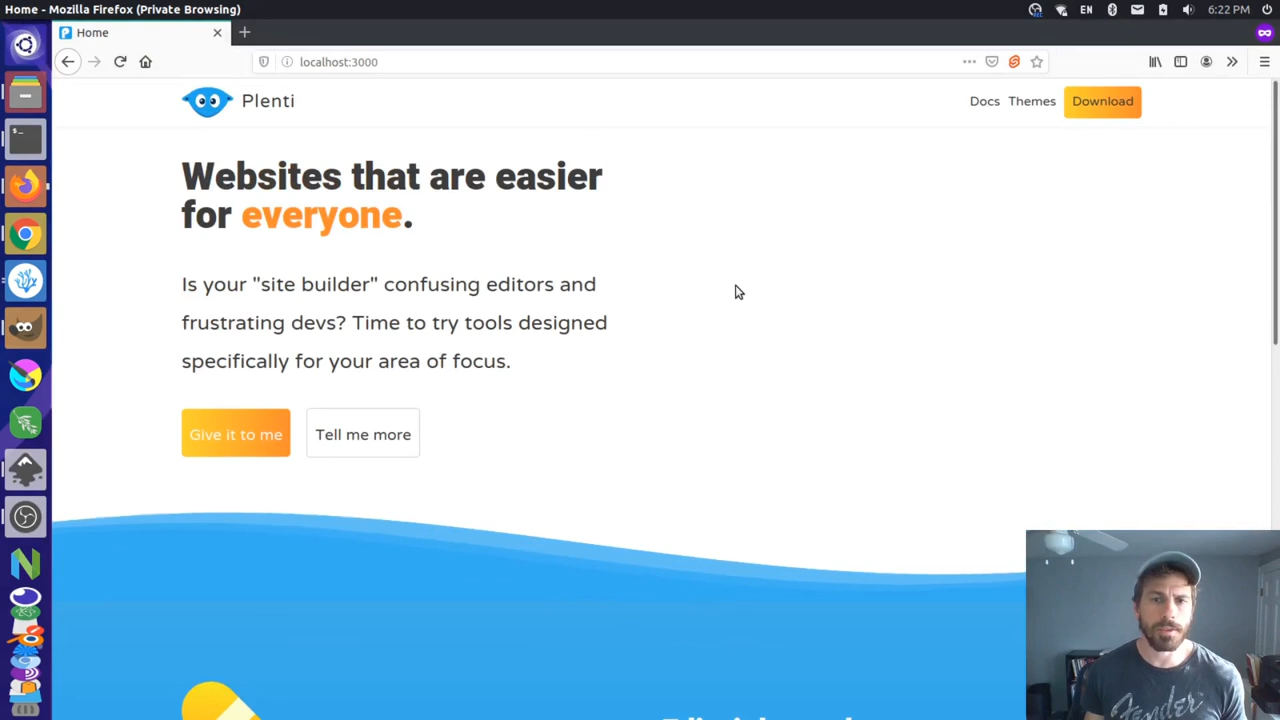 Home - Mozilla Firefox (Private Browsing)
EN
6:22 PM
Home
localhost:3000
Plenti
Docs
Themes
Download
Websites that are easier
for everyone.
Is your "site builder" confusing editors and
frustrating devs? Time to try tools designed
specifically for your area of focus.
Give it to me
Tell me more
Fender